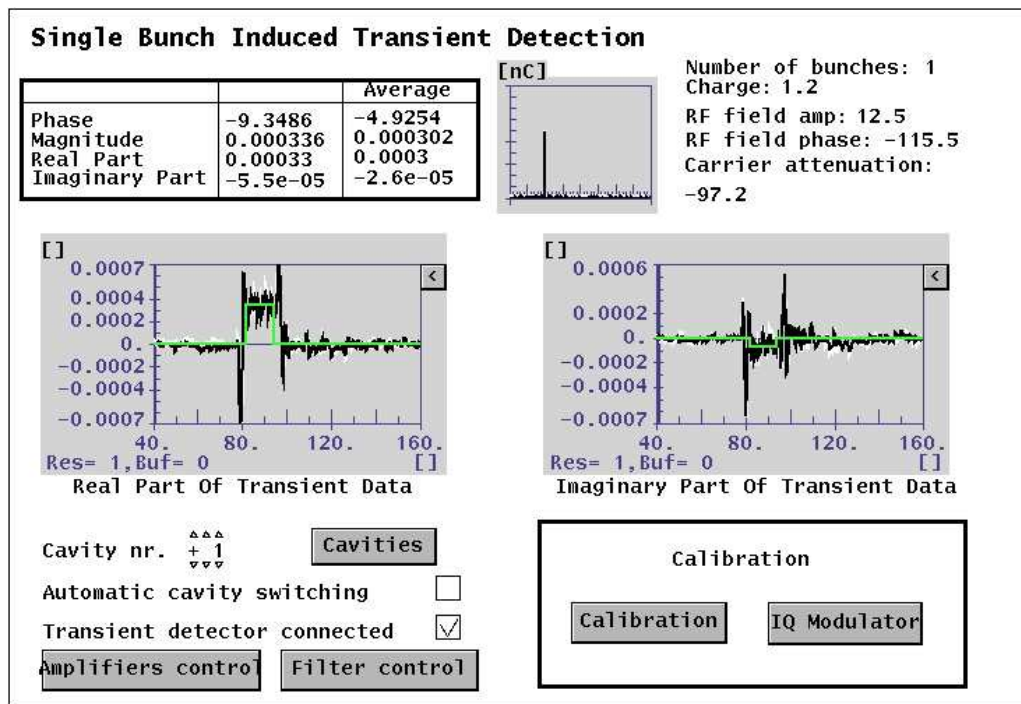 Single Bunch Induced Transient Detection
Average
Phase -9.3486 -4.9254
Magnitude 0.000336 0.000302
Real Part 0.00033 0.0003
Imaginary Part -5.5e-05 -2.6e-05
[nC]
Number of bunches: 1
Charge: 1.2
RF field amp: 12.5
RF field phase: -115.5
Carrier attenuation:
-97.2
[]
0.0007
0.0004
0.0002
0.
-0.0002
-0.0004
-0.0007
40. 80. 120. 160.
Res= 1,Buf= 0 []
<
Real Part Of Transient Data
[]
0.0006
0.0002
0.
-0.0002
-0.0004
-0.0007
40. 80. 120. 160.
Res= 1,Buf= 0 []
<
Imaginary Part Of Transient Data
Cavity nr. + 1
Cavities
Automatic cavity switching
Transient detector connected
Amplifiers control
Filter control
Calibration
Calibration
IQ Modulator